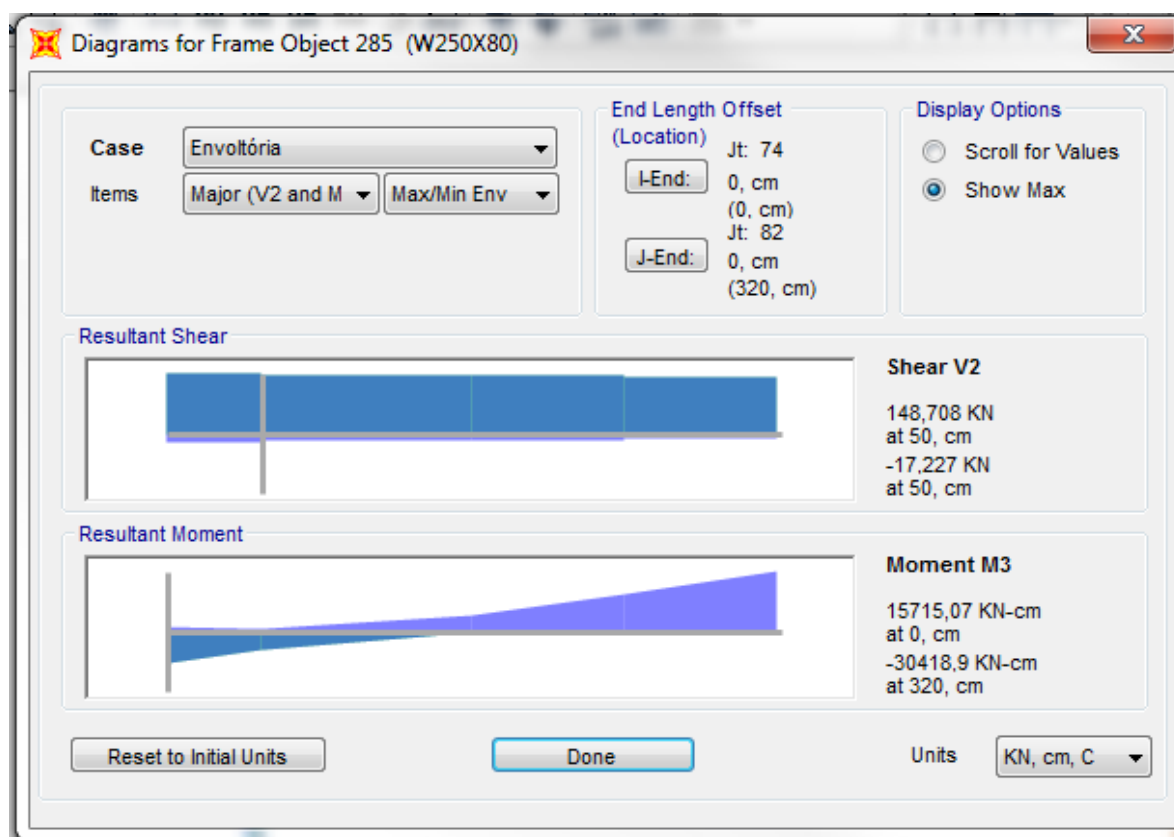 Diagrams for Frame Object 285 (W250X80)
X
Case
Envoltória
Items
Major (V2 and M
Max/Min Env
End Length Offset
(Location)
I-End:
Jt: 74
0, cm
(0, cm)
J-End:
Jt: 82
0, cm
(320, cm)
Display Options
Scroll for Values
Show Max
Resultant Shear
Shear V2
148,708 KN
at 50, cm
-17,227 KN
at 50, cm
Resultant Moment
Moment M3
15715,07 KN-cm
at 0, cm
-30418,9 KN-cm
at 320, cm
Reset to Initial Units
Done
Units
KN, cm, C